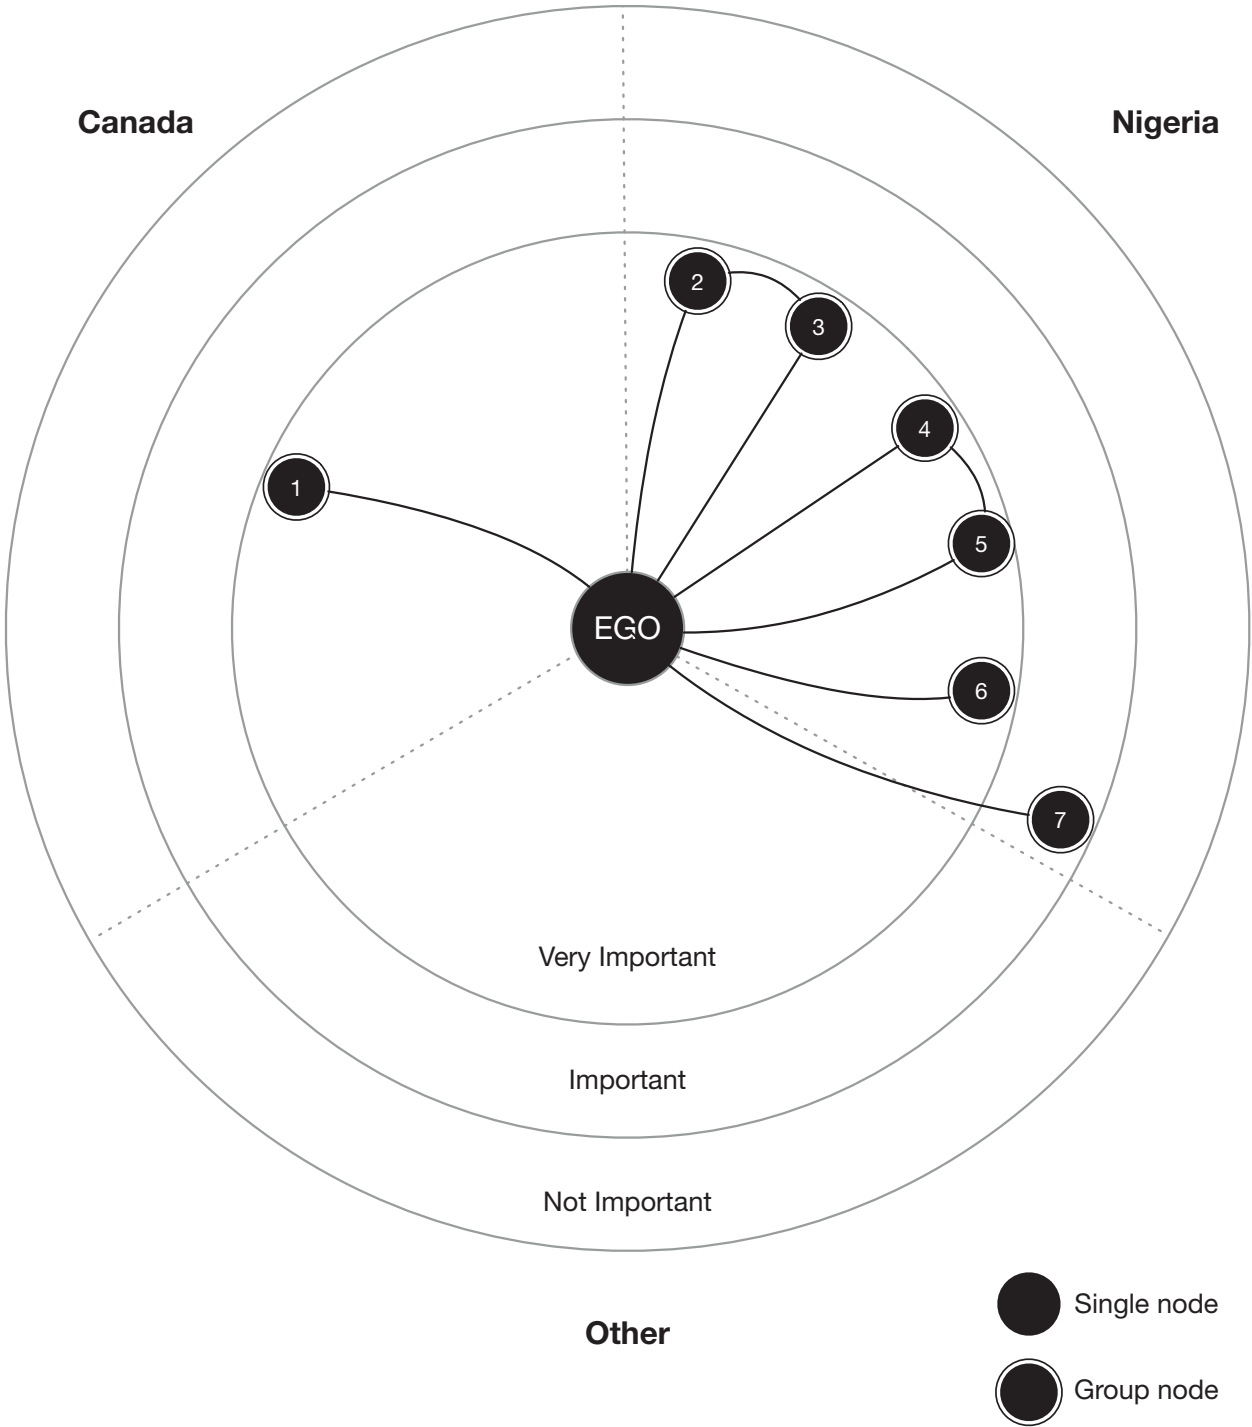 Canada
Nigeria
2
3
4
1
5
EGO
6
7
Very Important
Important
Not Important
Single node
Other
Group node